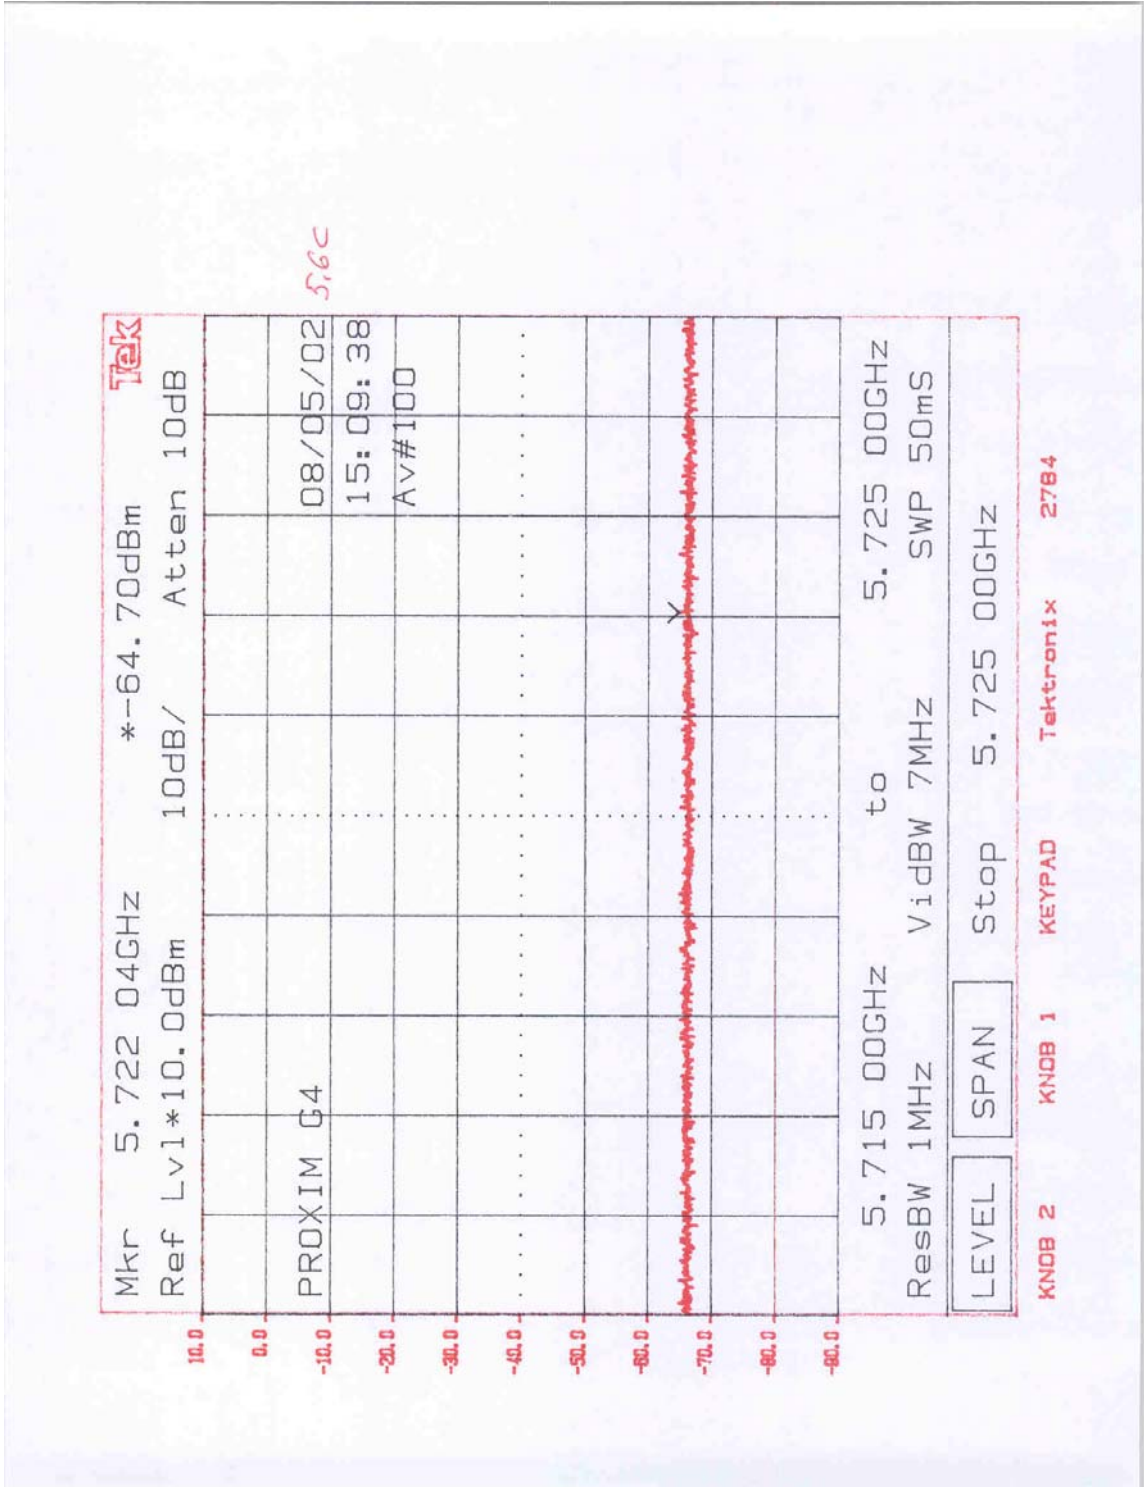 Mkr 5.722 04GHz *-64.70dBm Tek
Ref Lvl*10.0dBm 10dB/ Atten 10dB
10.0
0.0
PROXIM G4 08/05/02 5.6C
-10.0
15:09:38
-20.0
Av#100
-30.0
-40.0
-50.0
-60.0
-70.0
-80.0
-90.0
5.715 00GHz to 5.725 00GHz
ResBW 1MHz VidBW 7MHz SWP 50mS
LEVEL SPAN Stop 5.725 00GHz
KNOB 2 KNOB 1 KEYPAD Tektronix 2784